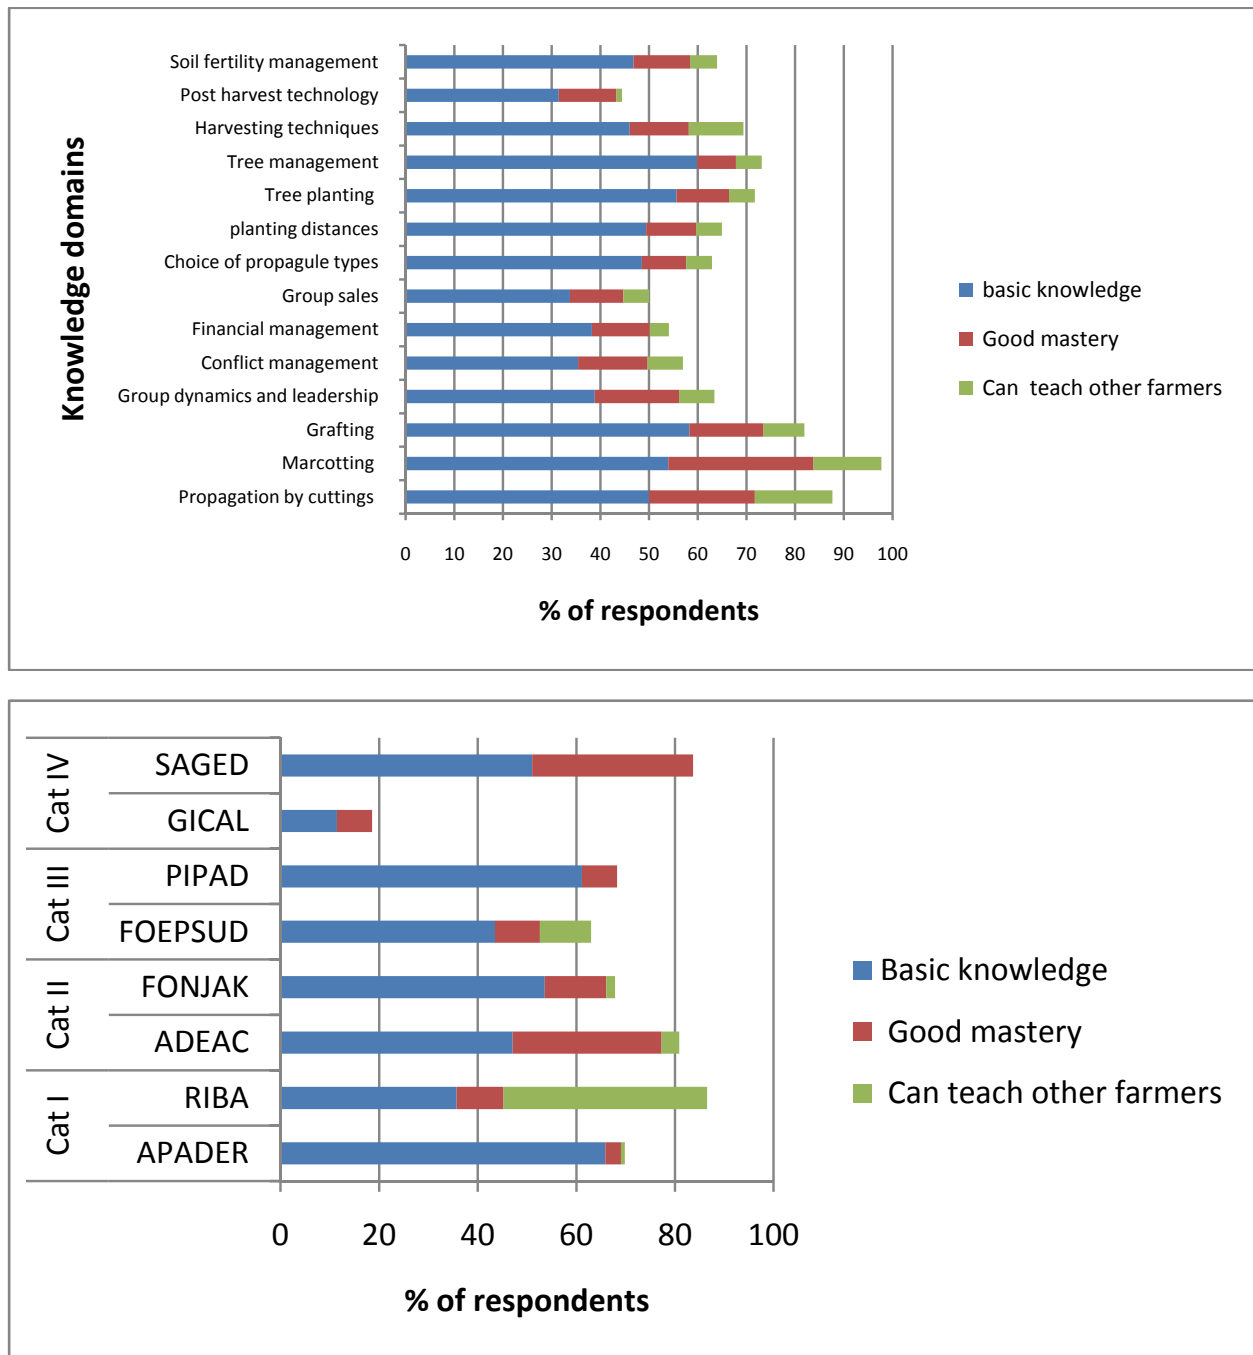 Knowledge domains
Soil fertility management
Post harvest technology
Harvesting techniques
Tree management
Tree planting
planting distances
Choice of propagule types
Group sales
Financial management
Conflict management
Group dynamics and leadership
Grafting
Marcotting
Propagation by cuttings
0 10 20 30 40 50 60 70 80 90 100
% of respondents
basic knowledge
Good mastery
Can teach other farmers
Cat IV
SAGED
GICAL
Cat III
PIPAD
FOEPSUD
Cat II
FONJAK
ADEAC
Cat I
RIBA
APADER
0 20 40 60 80 100
% of respondents
Basic knowledge
Good mastery
Can teach other farmers